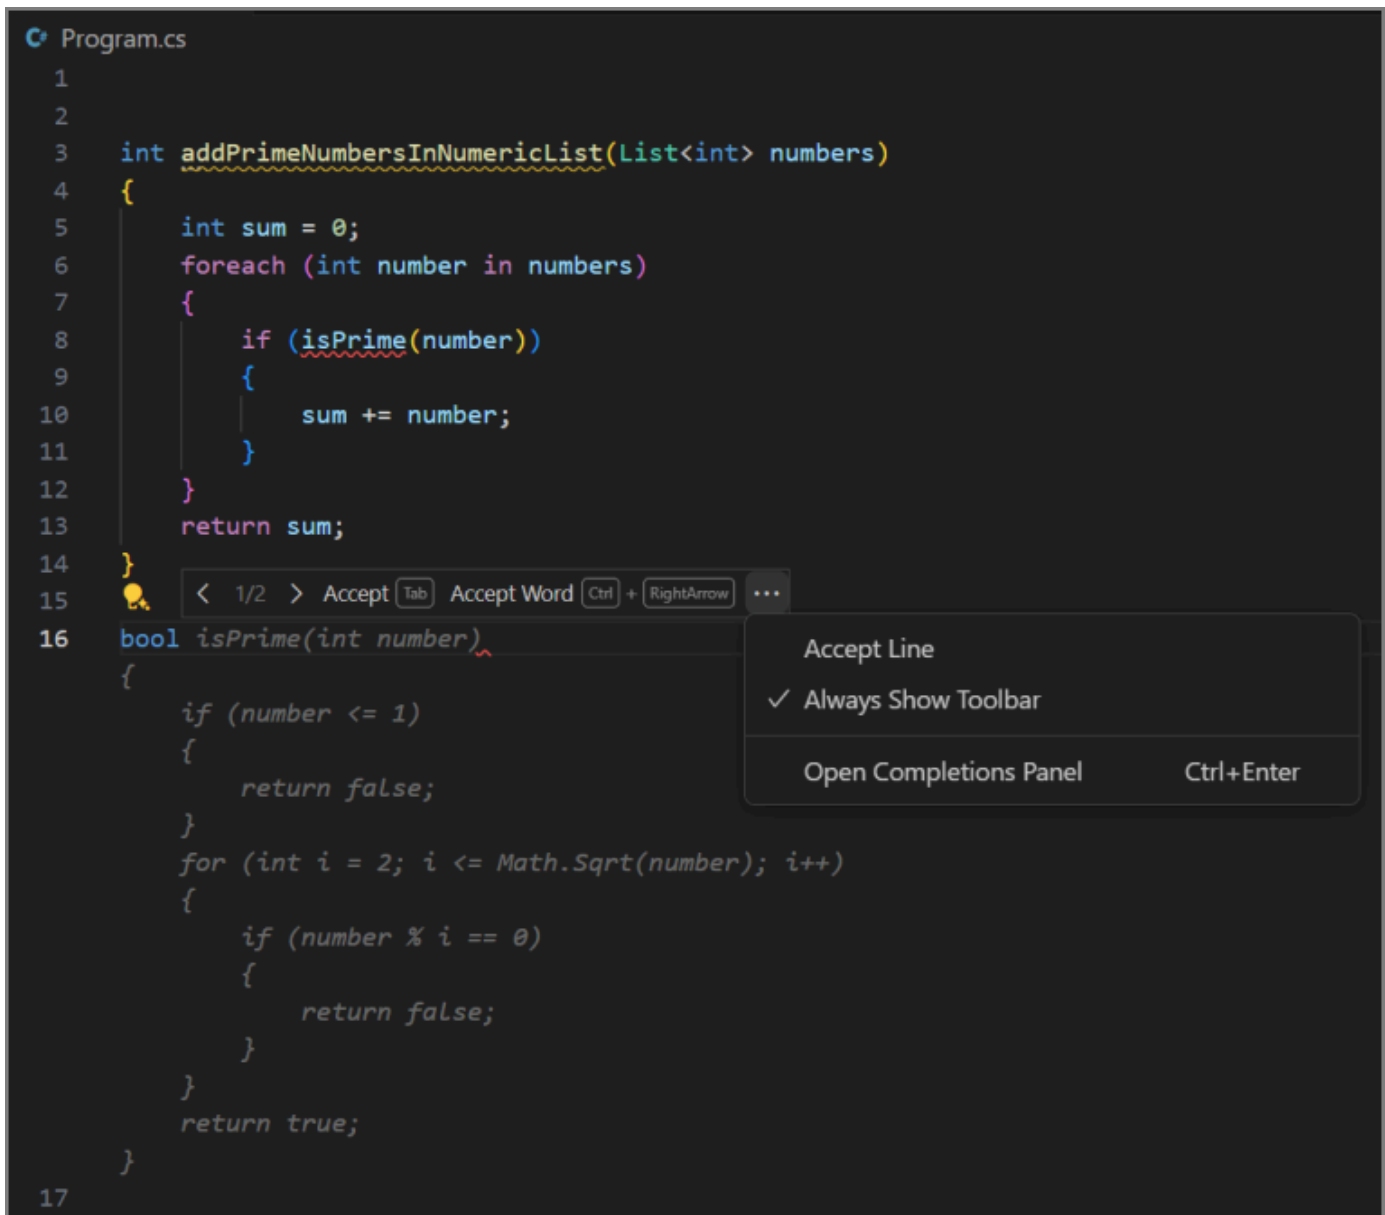 C# Program.cs
1
2
3 int addPrimeNumbersInNumericList(List<int> numbers)
4 {
5 int sum = 0;
6 foreach (int number in numbers)
7 {
8 if (isPrime(number))
9 {
10 sum += number;
11 }
12 }
13 return sum;
14 }
15 < 1/2 > Accept Tab Accept Word Ctrl + RightArrow ···
16 bool isPrime(int number)
{
if (number <= 1)
{
return false;
}
for (int i = 2; i <= Math.Sqrt(number); i++)
{
if (number % i == 0)
{
return false;
}
}
return true;
}
17
Accept Line
✓ Always Show Toolbar
Open Completions Panel Ctrl+Enter